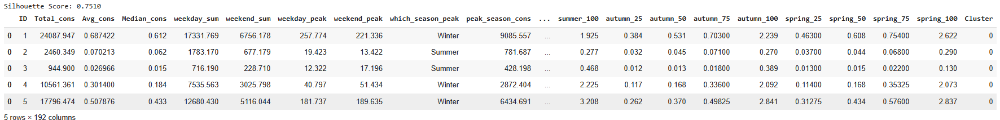 Silhouette Score: 0.7510
ID Total_cons Avg_cons Median_cons weekday_sum weekend_sum weekday_peak weekend_peak which_season_peak peak_season_cons ... summer_100 autumn_25 autumn_50 autumn_75 autumn_100 spring_25 spring_50 spring_75 spring_100 Cluster
0 1 24087.947 0.687422 0.612 17331.769 6756.178 257.774 221.336 Winter 9085.557 ... 1.925 0.384 0.531 0.70300 2.239 0.46300 0.608 0.75400 2.622 0
0 2 2460.349 0.070213 0.062 1783.170 677.179 19.423 13.422 Summer 781.687 ... 0.277 0.032 0.045 0.07100 0.270 0.03700 0.044 0.06800 0.290 0
0 3 944.900 0.026966 0.015 716.190 228.710 12.322 17.196 Summer 428.198 ... 0.468 0.012 0.013 0.01800 0.389 0.01300 0.015 0.02200 0.130 0
0 4 10561.361 0.301400 0.184 7535.563 3025.798 40.797 51.434 Winter 2872.404 ... 2.225 0.117 0.168 0.33600 2.092 0.11400 0.168 0.35325 2.073 0
0 5 17796.474 0.507876 0.433 12680.430 5116.044 181.737 189.635 Winter 6434.691 ... 3.208 0.262 0.370 0.49825 2.841 0.31275 0.434 0.57600 2.837 0
5 rows × 192 columns